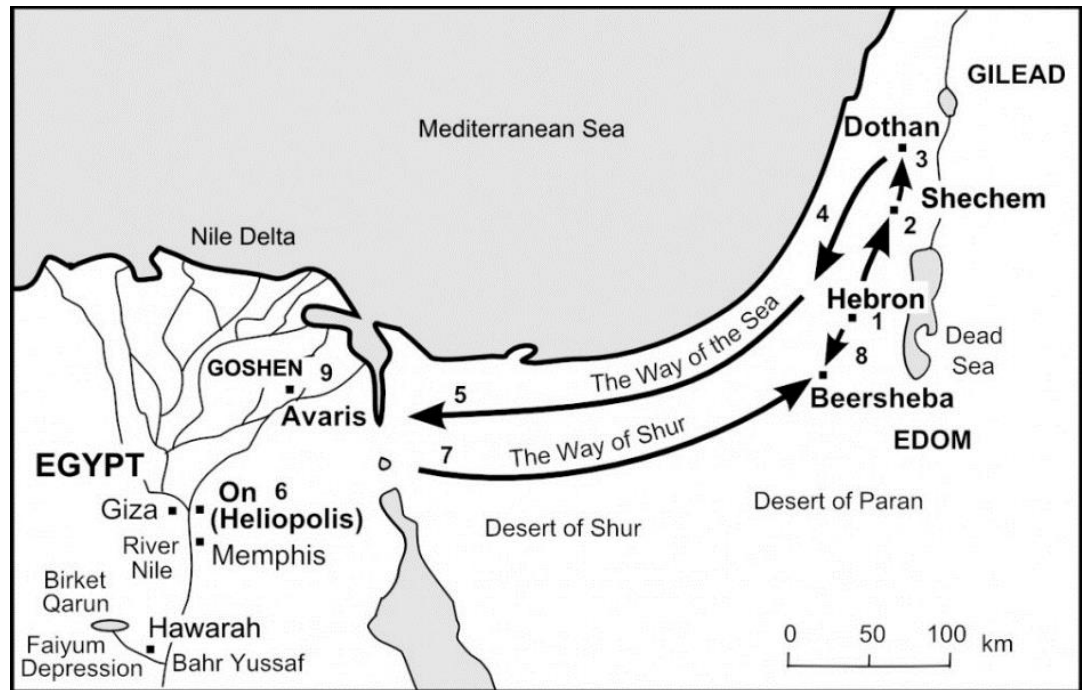 GILEAD
Mediterranean Sea
Dothan
3
Shechem
4
2
Nile Delta
Hebron
1
The Way of the Sea
Dead
Sea
8
GOSHEN 9
5
Beersheba
Avaris
The Way of Shur
7
EDOM
EGYPT
On 6
(Heliopolis)
Giza
Desert of Paran
Desert of Shur
Memphis
River
Nile
Birket
Qarun
Hawarah
Faiyum
Depression
Bahr Yussaf
0 50 100 km